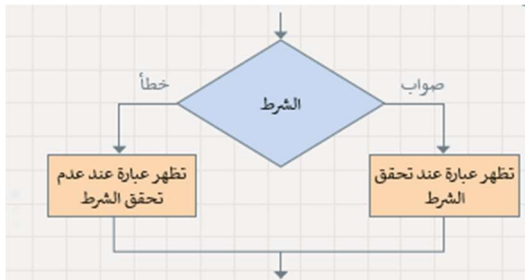 صواب
خطأ
الشرط
تظهر عبارة عند تحقق
الشرط
تظهر عبارة عند عدم
تحقق الشرط